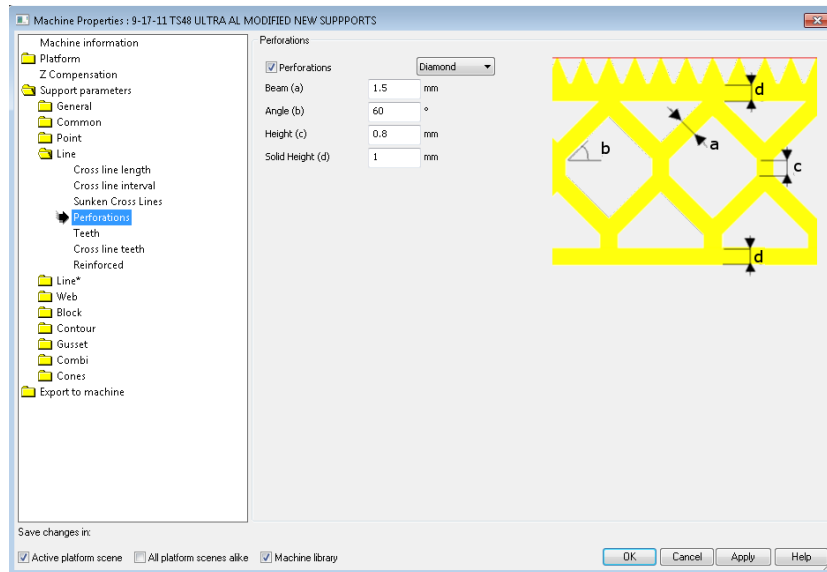 Machine Properties : 9-17-11 TS48 ULTRA AL MODIFIED NEW SUPPPORTS
Machine information
Platform
Z Compensation
Support parameters
General
Common
Point
Line
Cross line length
Cross line interval
Sunken Cross Lines
Perforations
Teeth
Cross line teeth
Reinforced
Line*
Web
Block
Contour
Gusset
Combi
Cones
Export to machine
Perforations
Perforations Diamond
Beam (a) 1.5 mm
Angle (b) 60 °
Height (c) 0.8 mm
Solid Height (d) 1 mm
d
a
b
c
d
Save changes in:
Active platform scene All platform scenes alike Machine library
OK Cancel Apply Help